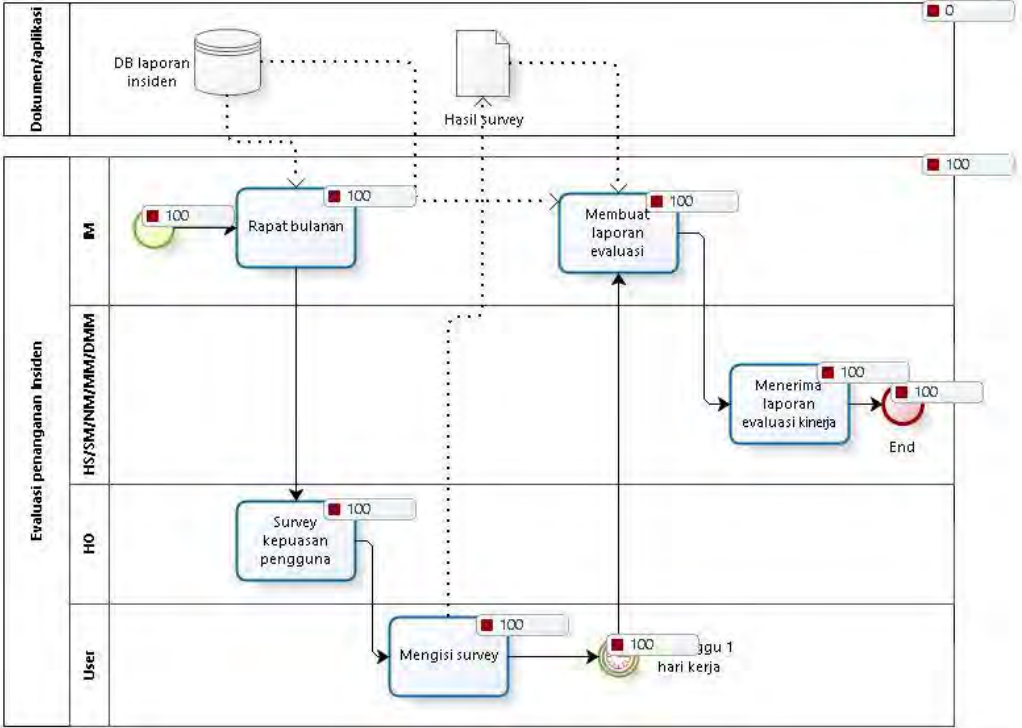 Dokumen/aplikasi
DB laporan
insiden
Hasil survey
0
Evaluasi penanganan Insiden
100
IM
100
Rapat bulanan
100
Membuat
laporan
evaluasi
100
HS/SM/NM/MM/DMM
Menerima
laporan
evaluasi kinerja
100
100
End
HO
Survey
kepuasan
pengguna
100
User
Mengisi survey
100
100
ggu 1
hari kerja